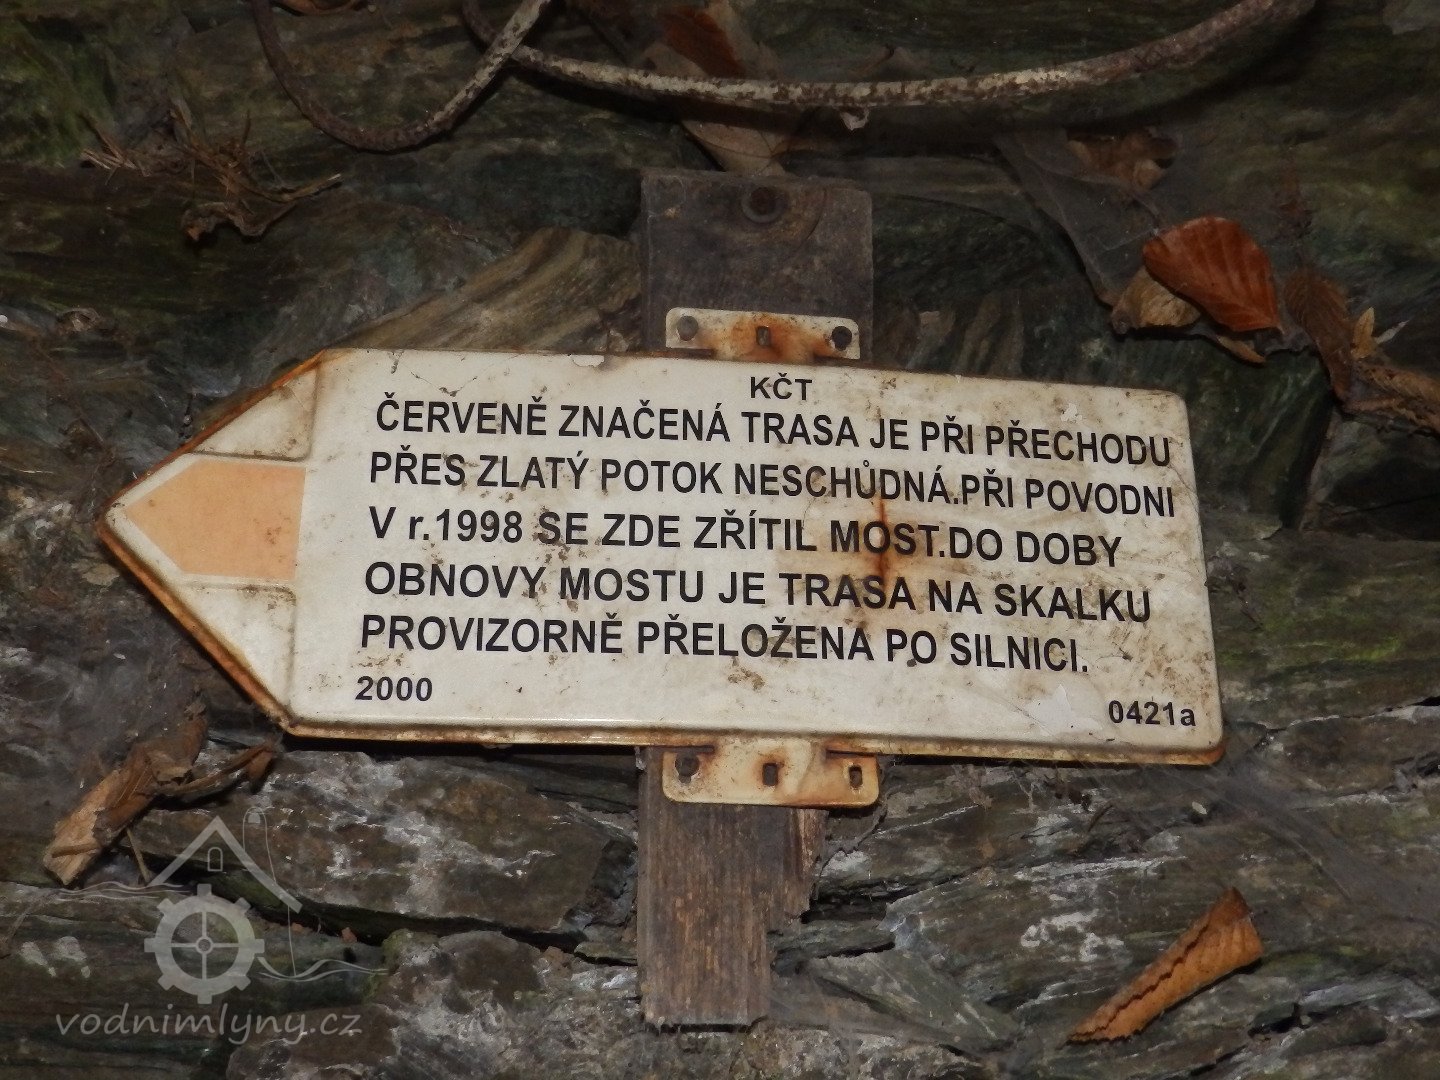 KČT
ČERVENĚ ZNAČENÁ TRASA JE PŘI PŘECHODU
PŘES ZLATÝ POTOK NESCHŮDNÁ.PŘI POVODNI
V r.1998 SE ZDE ZŘÍTIL MOST.DO DOBY
OBNOVY MOSTU JE TRASA NA SKALKU
PROVIZORNĚ PŘELOŽENA PO SILNICI.
2000
0421a
vodnimlyny.cz